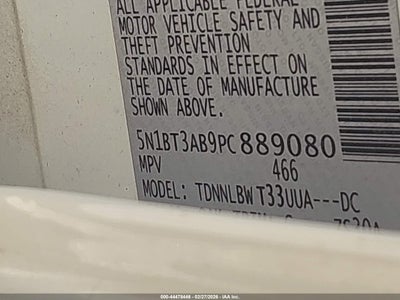 ALL APPLICABLE FEDERAL
MOTOR VEHICLE SAFETY AND
THEFT PREVENTION
STANDARDS IN EFFECT ON
THE DATE OF MANUFACTURE
SHOWN ABOVE.
5N1BT3AB9PC889080
MPV 466
MODEL: TDNNLBWT33UUA---DC
000-44478444 - 02/27/2026 - IAA Inc.